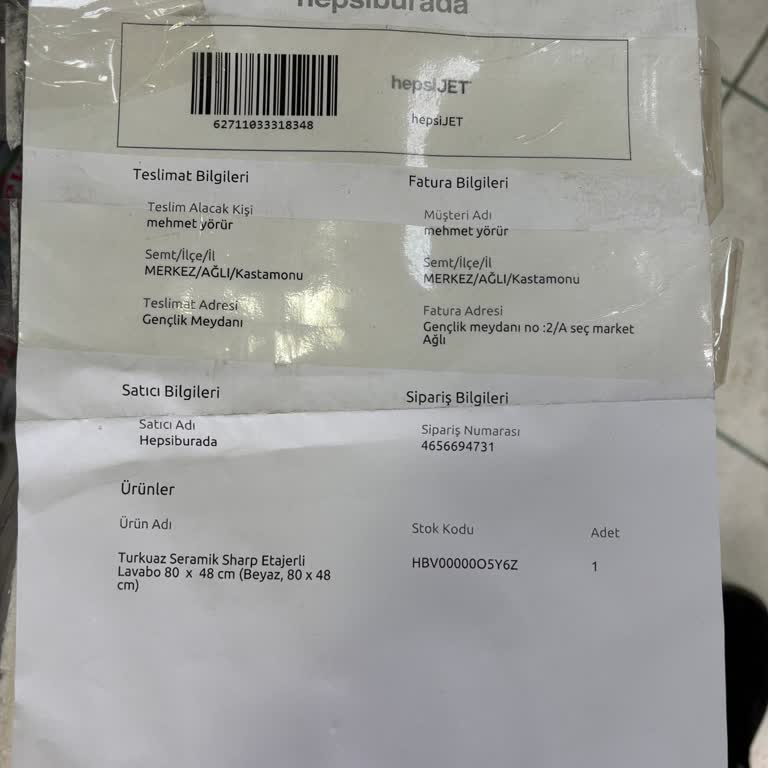 hepsiburada
hepsiJET
62711033318348
hepsiJET
Teslimat Bilgileri
Teslim Alacak Kişi
mehmet yörür
Semt/İlçe/İl
MERKEZ/AĞLI/Kastamonu
Teslimat Adresi
Gençlik Meydanı
Fatura Bilgileri
Müşteri Adı
mehmet yörür
Semt/İlçe/İl
MERKEZ/AĞLI/Kastamonu
Fatura Adresi
Gençlik meydanı no :2/A seç market
Ağlı
Satıcı Bilgileri
Satıcı Adı
Hepsiburada
Sipariş Bilgileri
Sipariş Numarası
4656694731
Ürünler
Ürün Adı
Stok Kodu
Adet
Turkuaz Seramik Sharp Etajerli
Lavabo 80 x 48 cm (Beyaz, 80 x 48
cm)
HBV00000O5Y6Z
1